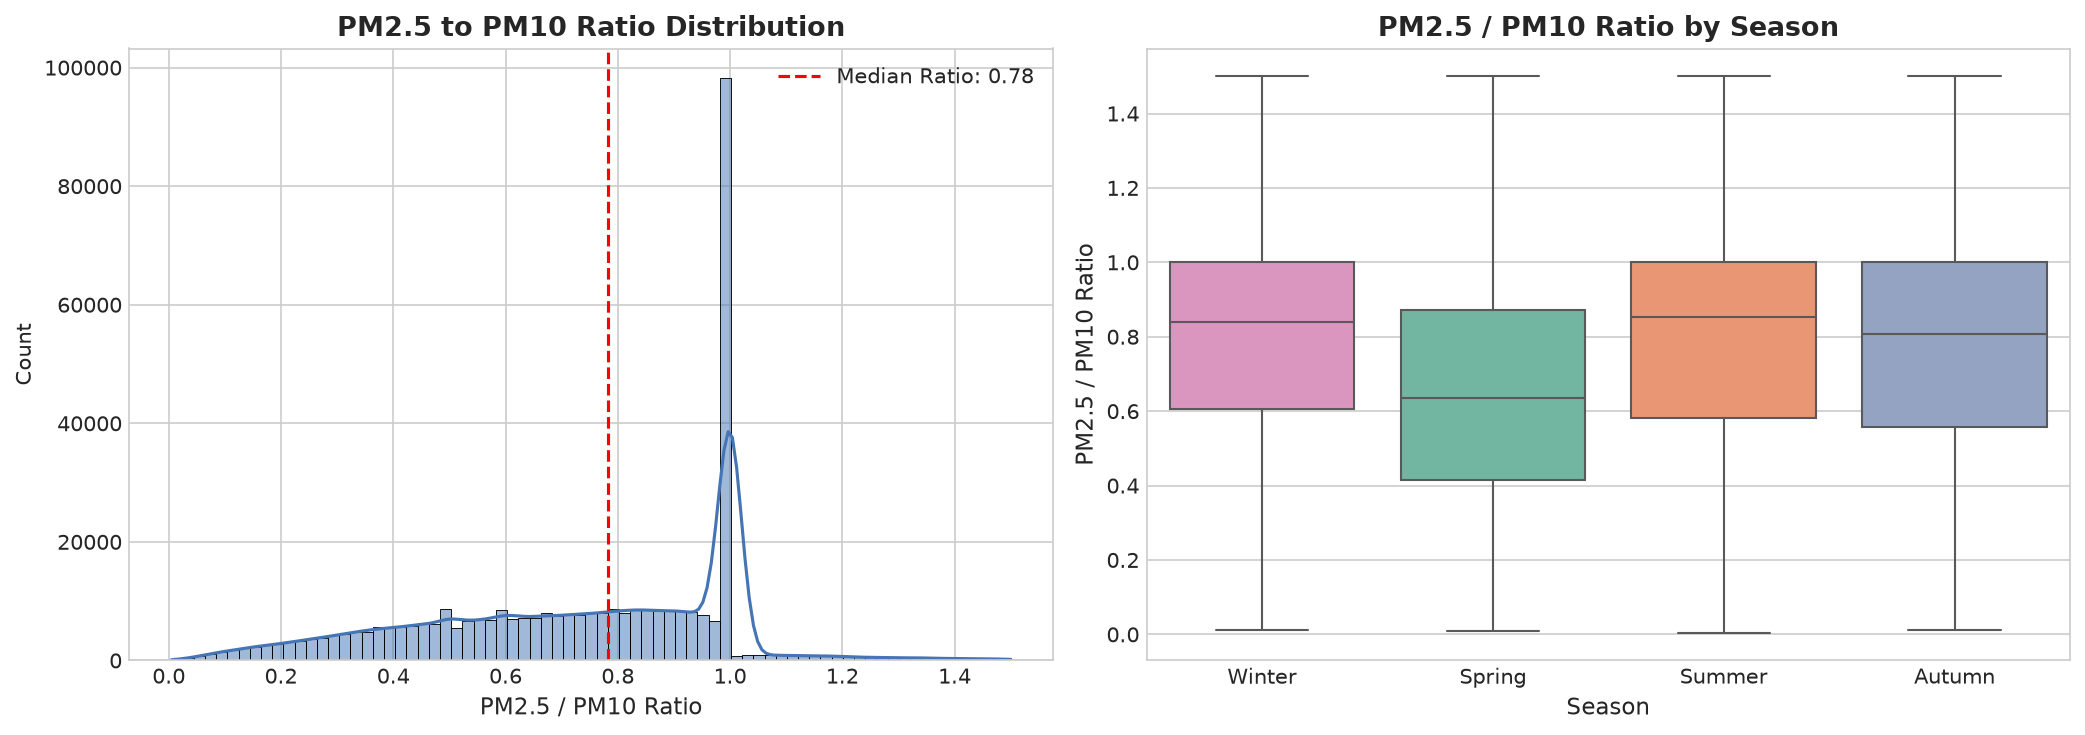 PM2.5 to PM10 Ratio Distribution
Median Ratio: 0.78
Count
100000
80000
60000
40000
20000
0
0.0 0.2 0.4 0.6 0.8 1.0 1.2 1.4
PM2.5 / PM10 Ratio
PM2.5 / PM10 Ratio by Season
PM2.5 / PM10 Ratio
1.4
1.2
1.0
0.8
0.6
0.4
0.2
0.0
Winter Spring Summer Autumn
Season